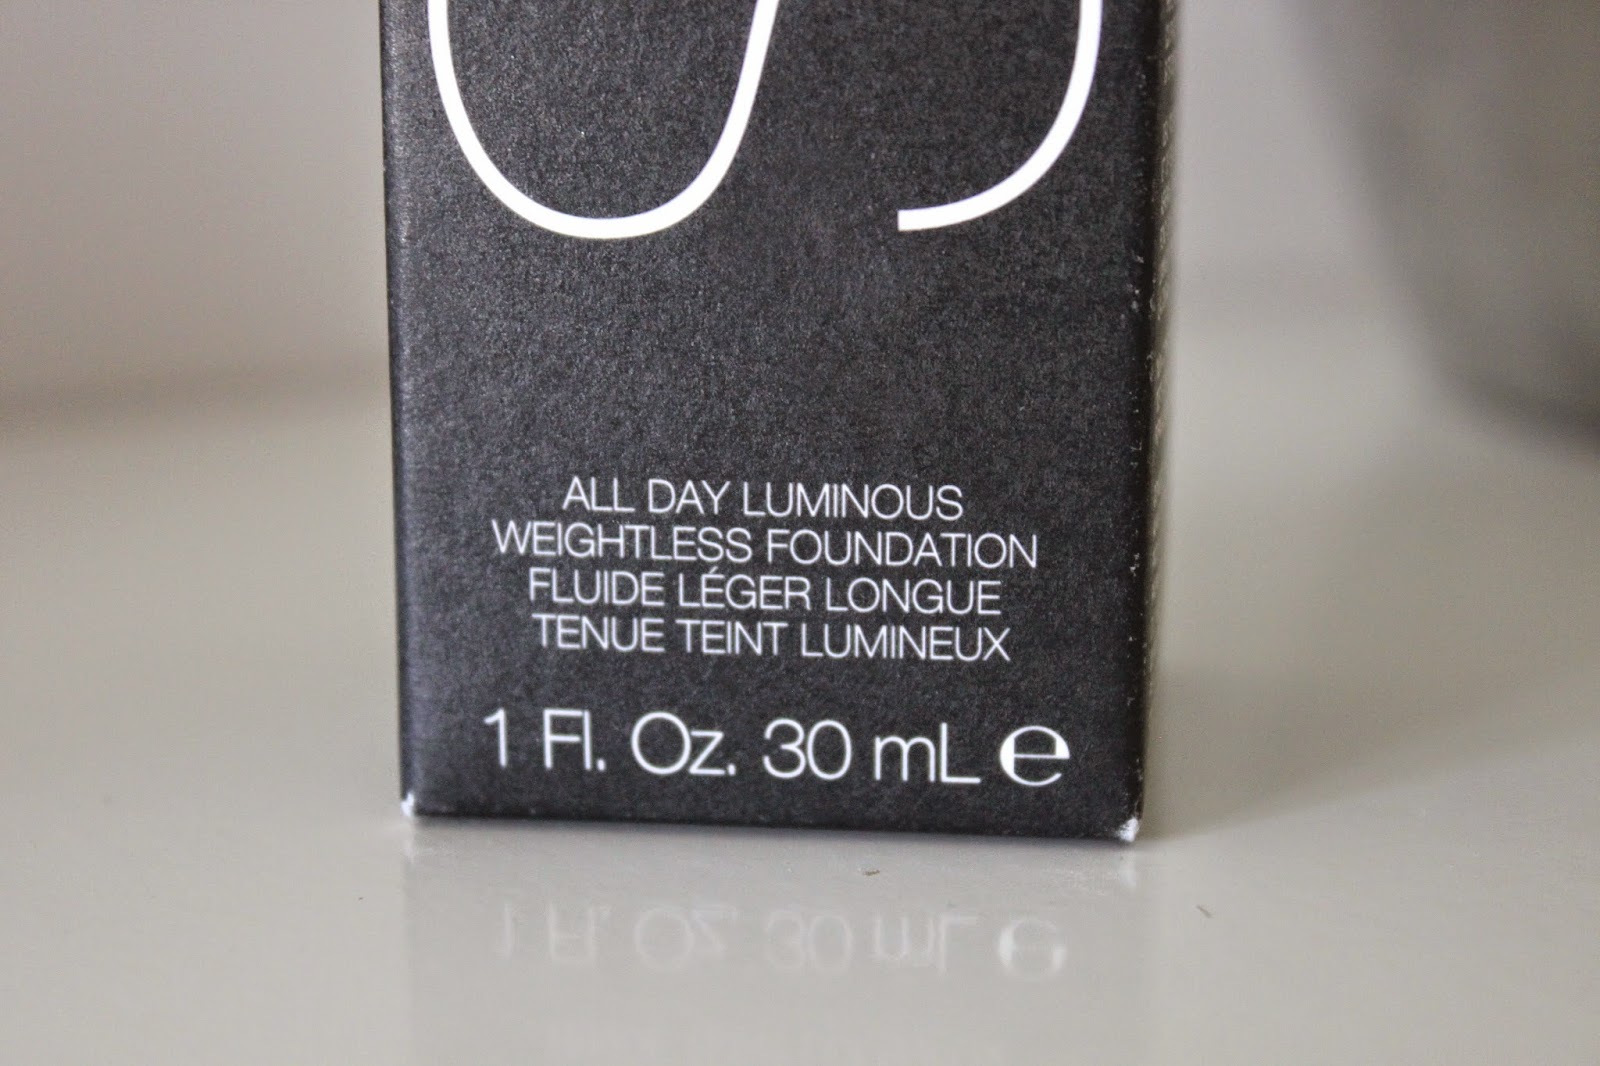 ALL DAY LUMINOUS
WEIGHTLESS FOUNDATION
FLUIDE LÉGER LONGUE
TENUE TEINT LUMINEUX
1 Fl. Oz. 30 mL ℮